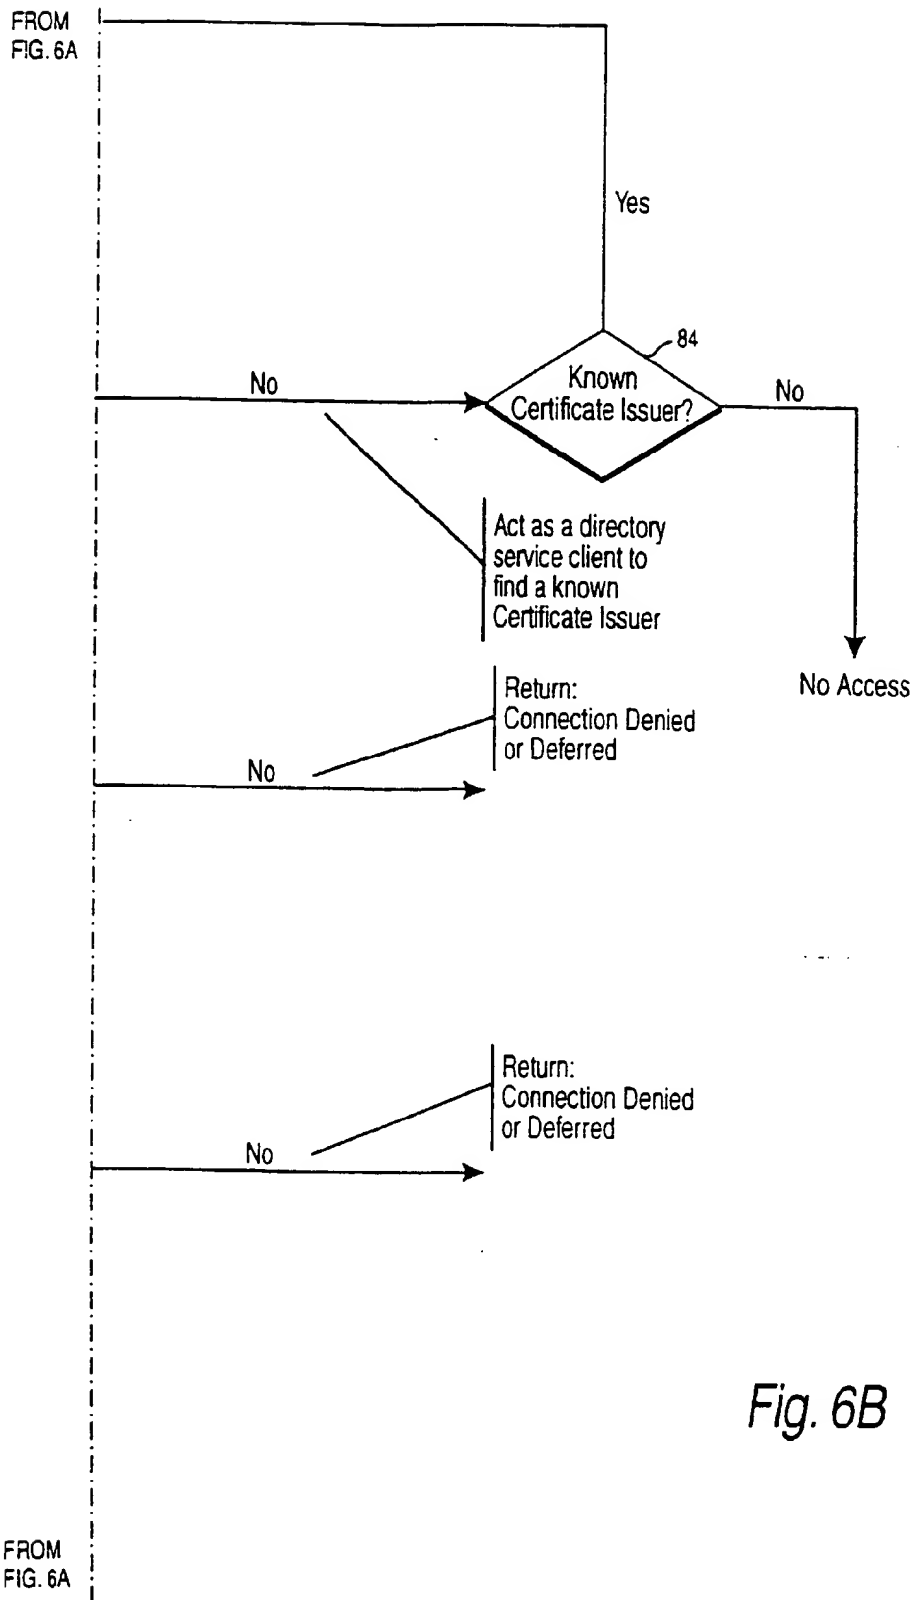 FROM
FIG. 6A
Yes
84
No
Known
Certificate Issuer?
No
Act as a directory
service client to
find a known
Certificate Issuer
No Access
Return:
Connection Denied
or Deferred
No
Return:
Connection Denied
or Deferred
No
Fig. 6B
FROM
FIG. 6A